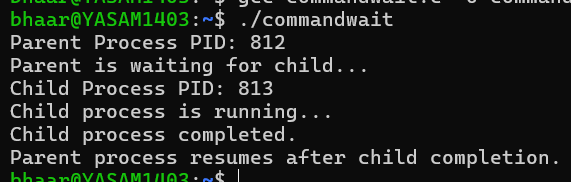 bhaar@YASAM1403:~$ ./commandwait
Parent Process PID: 812
Parent is waiting for child...
Child Process PID: 813
Child process is running...
Child process completed.
Parent process resumes after child completion.
bhaar@YASAM1403:~$